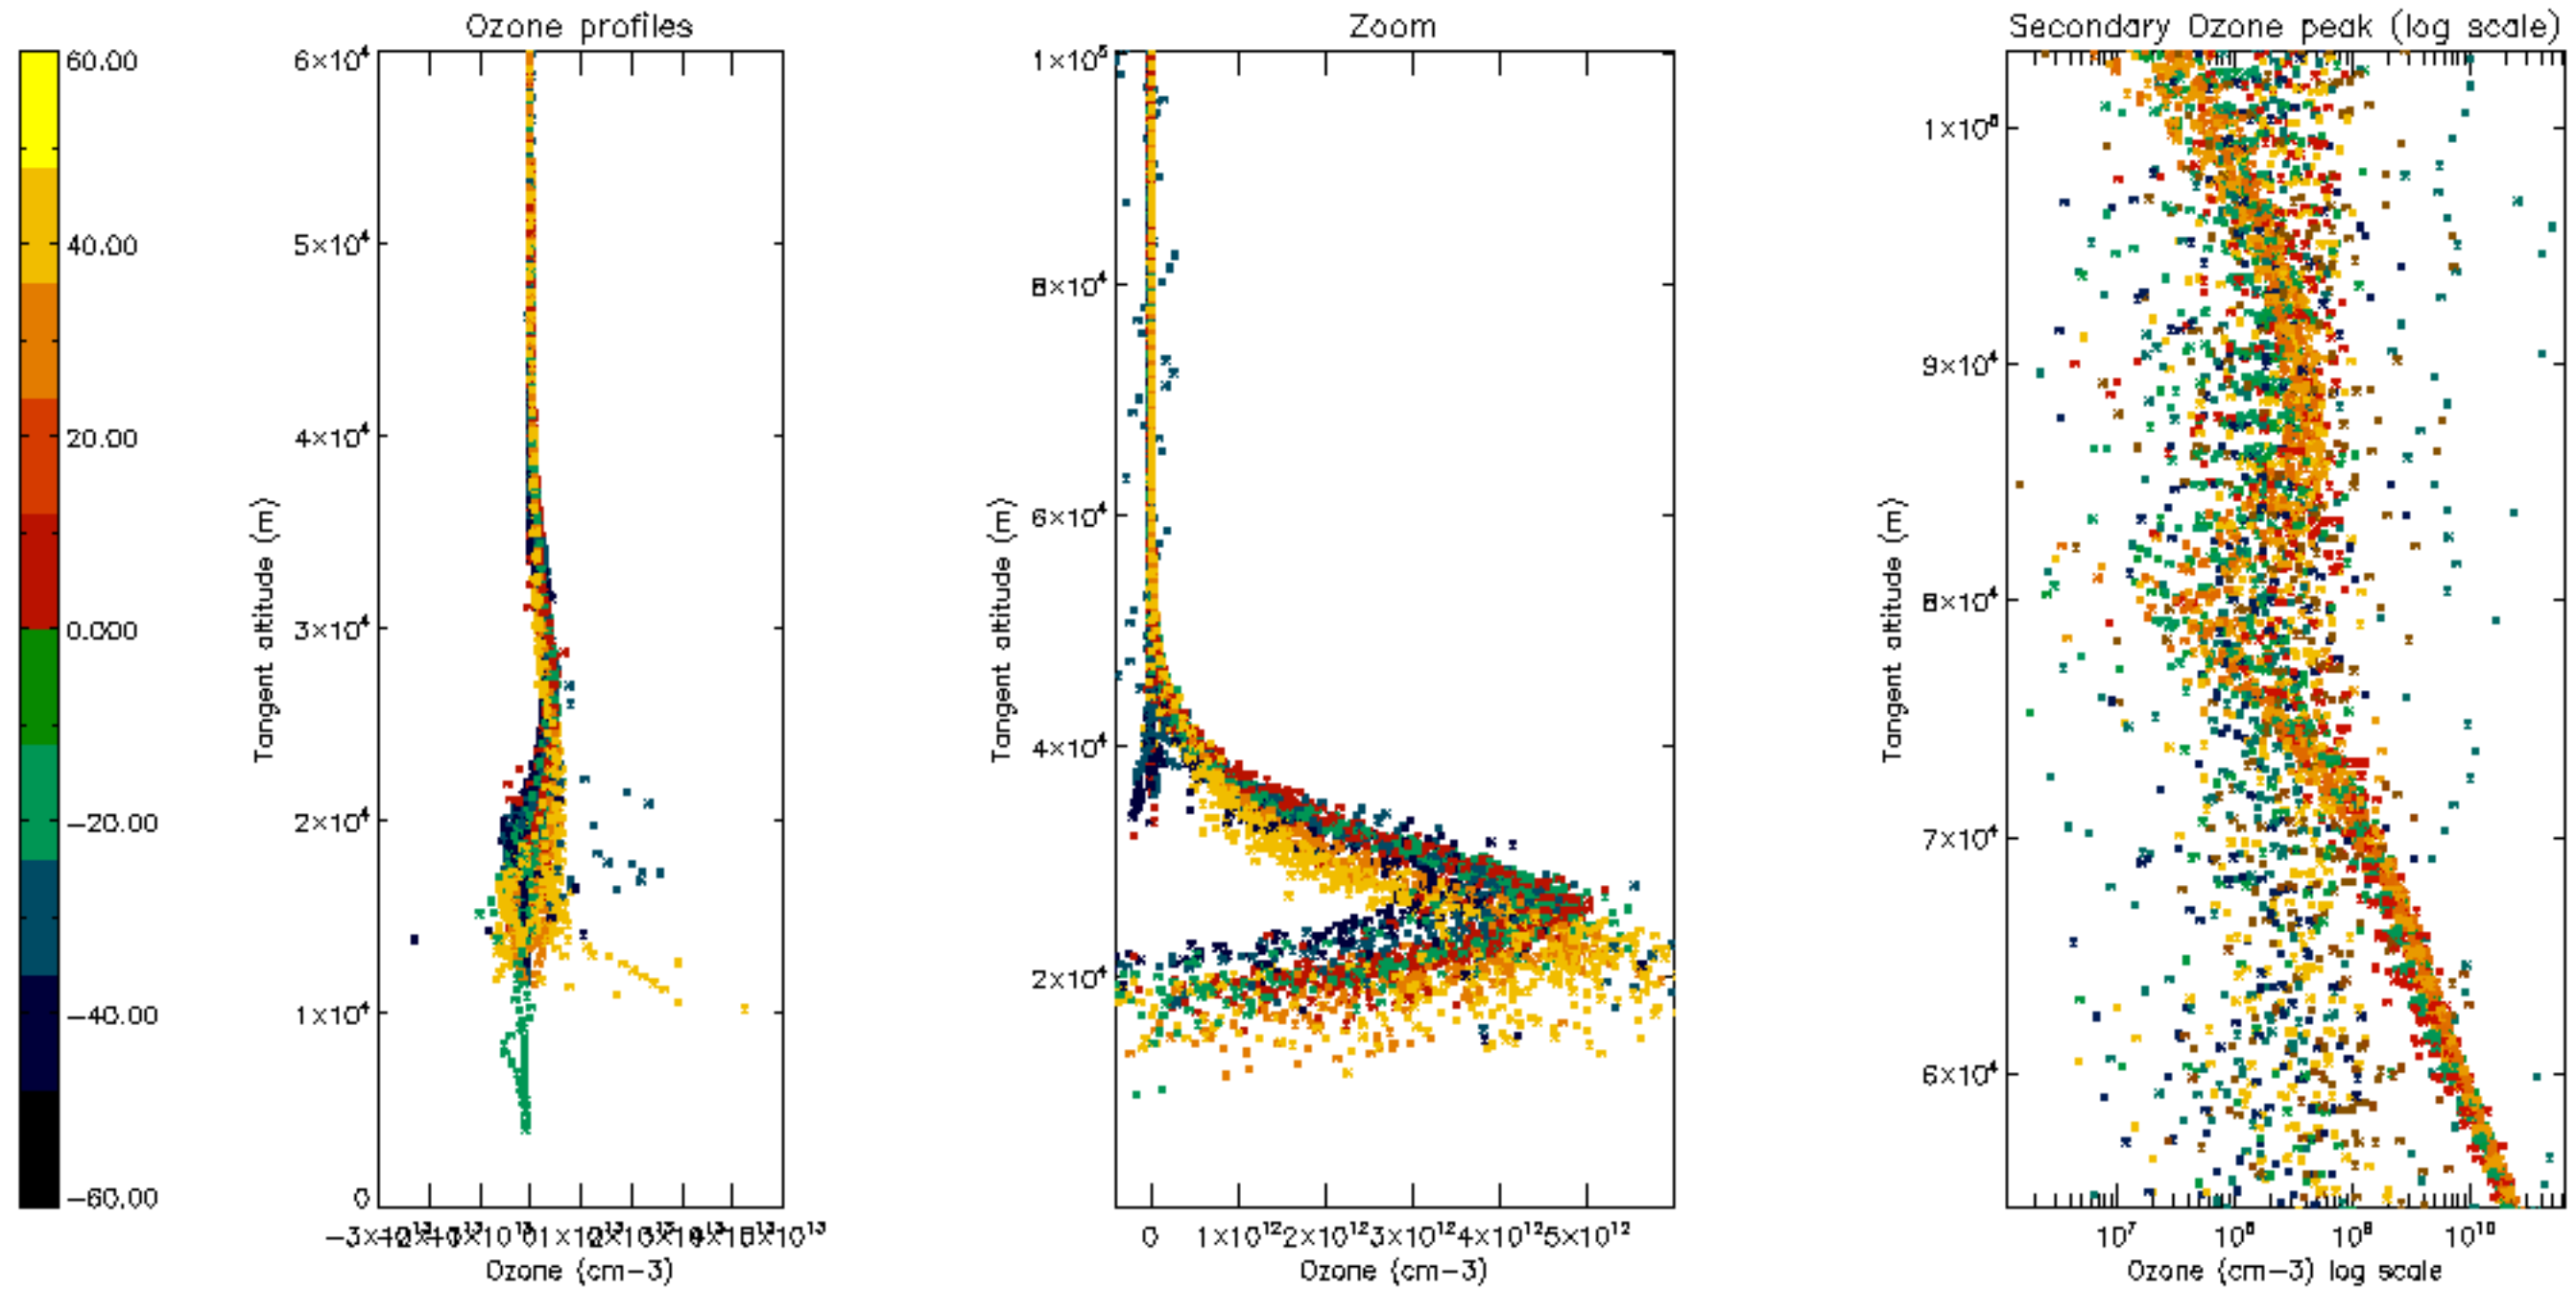 Ozone profiles
Zoom
Secondary Ozone peak (log scale)
60.00
40.00
20.00
0.000
-20.00
-40.00
-60.00
6×10⁴
5×10⁴
4×10⁴
3×10⁴
2×10⁴
1×10⁴
0
Tangent altitude (m)
Ozone (cm-3)
1×10⁵
8×10⁴
6×10⁴
4×10⁴
2×10⁴
Tangent altitude (m)
0 1×10¹² 2×10¹² 3×10¹² 4×10¹² 5×10¹²
Ozone (cm-3)
1×10⁵
9×10⁴
8×10⁴
7×10⁴
6×10⁴
Tangent altitude (m)
10⁷ 10⁸ 10⁹ 10¹⁰
Ozone (cm-3) log scale